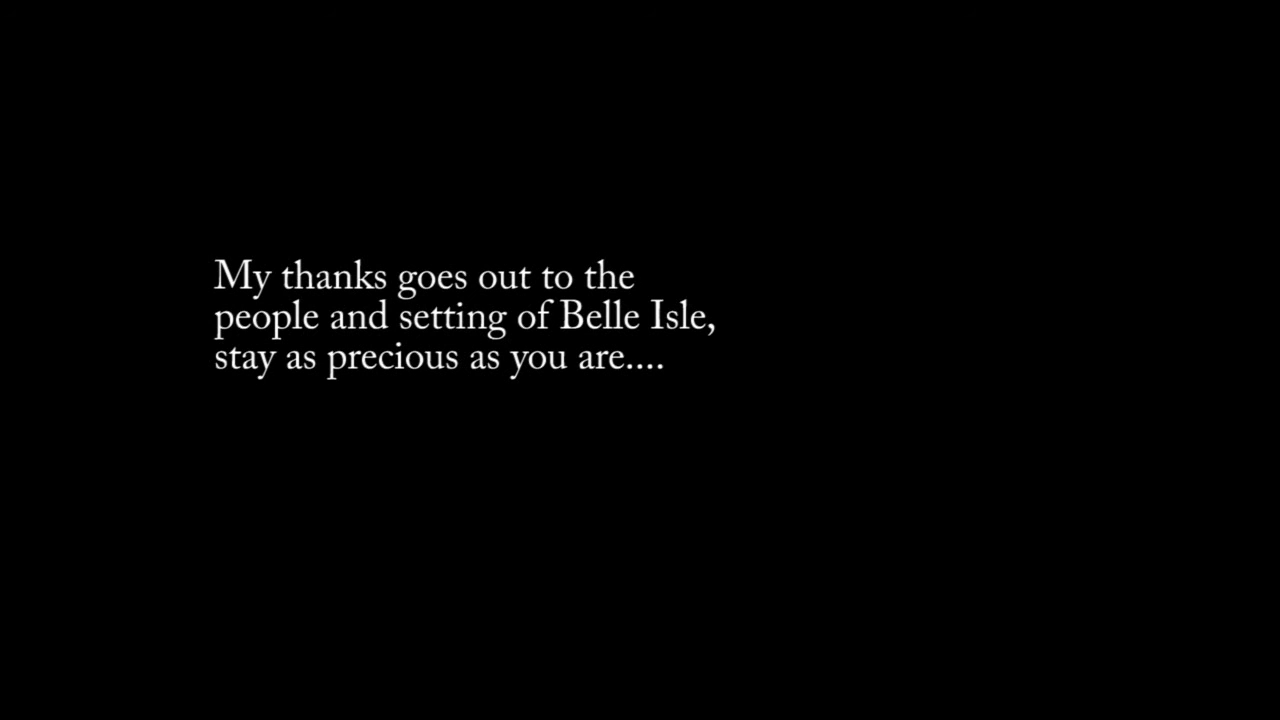 My thanks goes out to the
people and setting of Belle Isle,
stay as precious as you are....